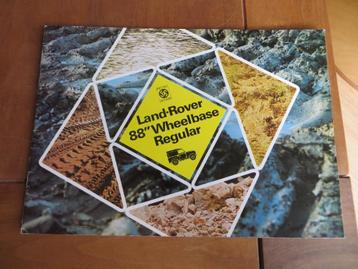 Land-Rover
88" Wheelbase
Regular